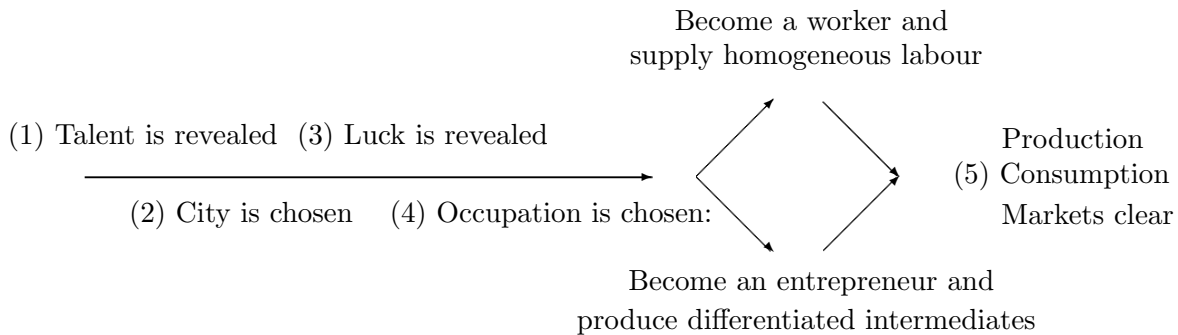 Become a worker and
supply homogeneous labour
(1) Talent is revealed (3) Luck is revealed
(2) City is chosen (4) Occupation is chosen:
Production
(5) Consumption
Markets clear
Become an entrepreneur and
produce differentiated intermediates